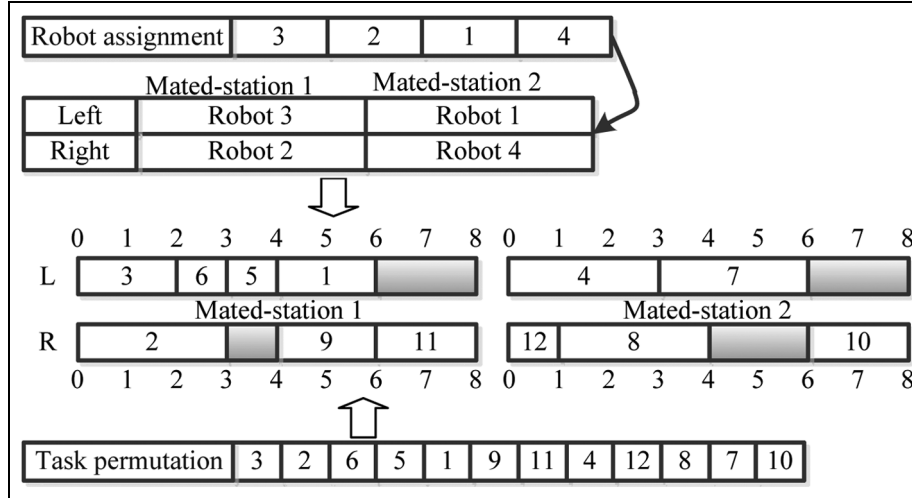 Robot assignment 3 2 1 4
Mated-station 1 Mated-station 2
Left Robot 3 Robot 1
Right Robot 2 Robot 4
0 1 2 3 4 5 6 7 8 0 1 2 3 4 5 6 7 8
L 3 6 5 1 4 7
Mated-station 1 Mated-station 2
R 2 9 11 12 8 10
0 1 2 3 4 5 6 7 8 0 1 2 3 4 5 6 7 8
Task permutation 3 2 6 5 1 9 11 4 12 8 7 10